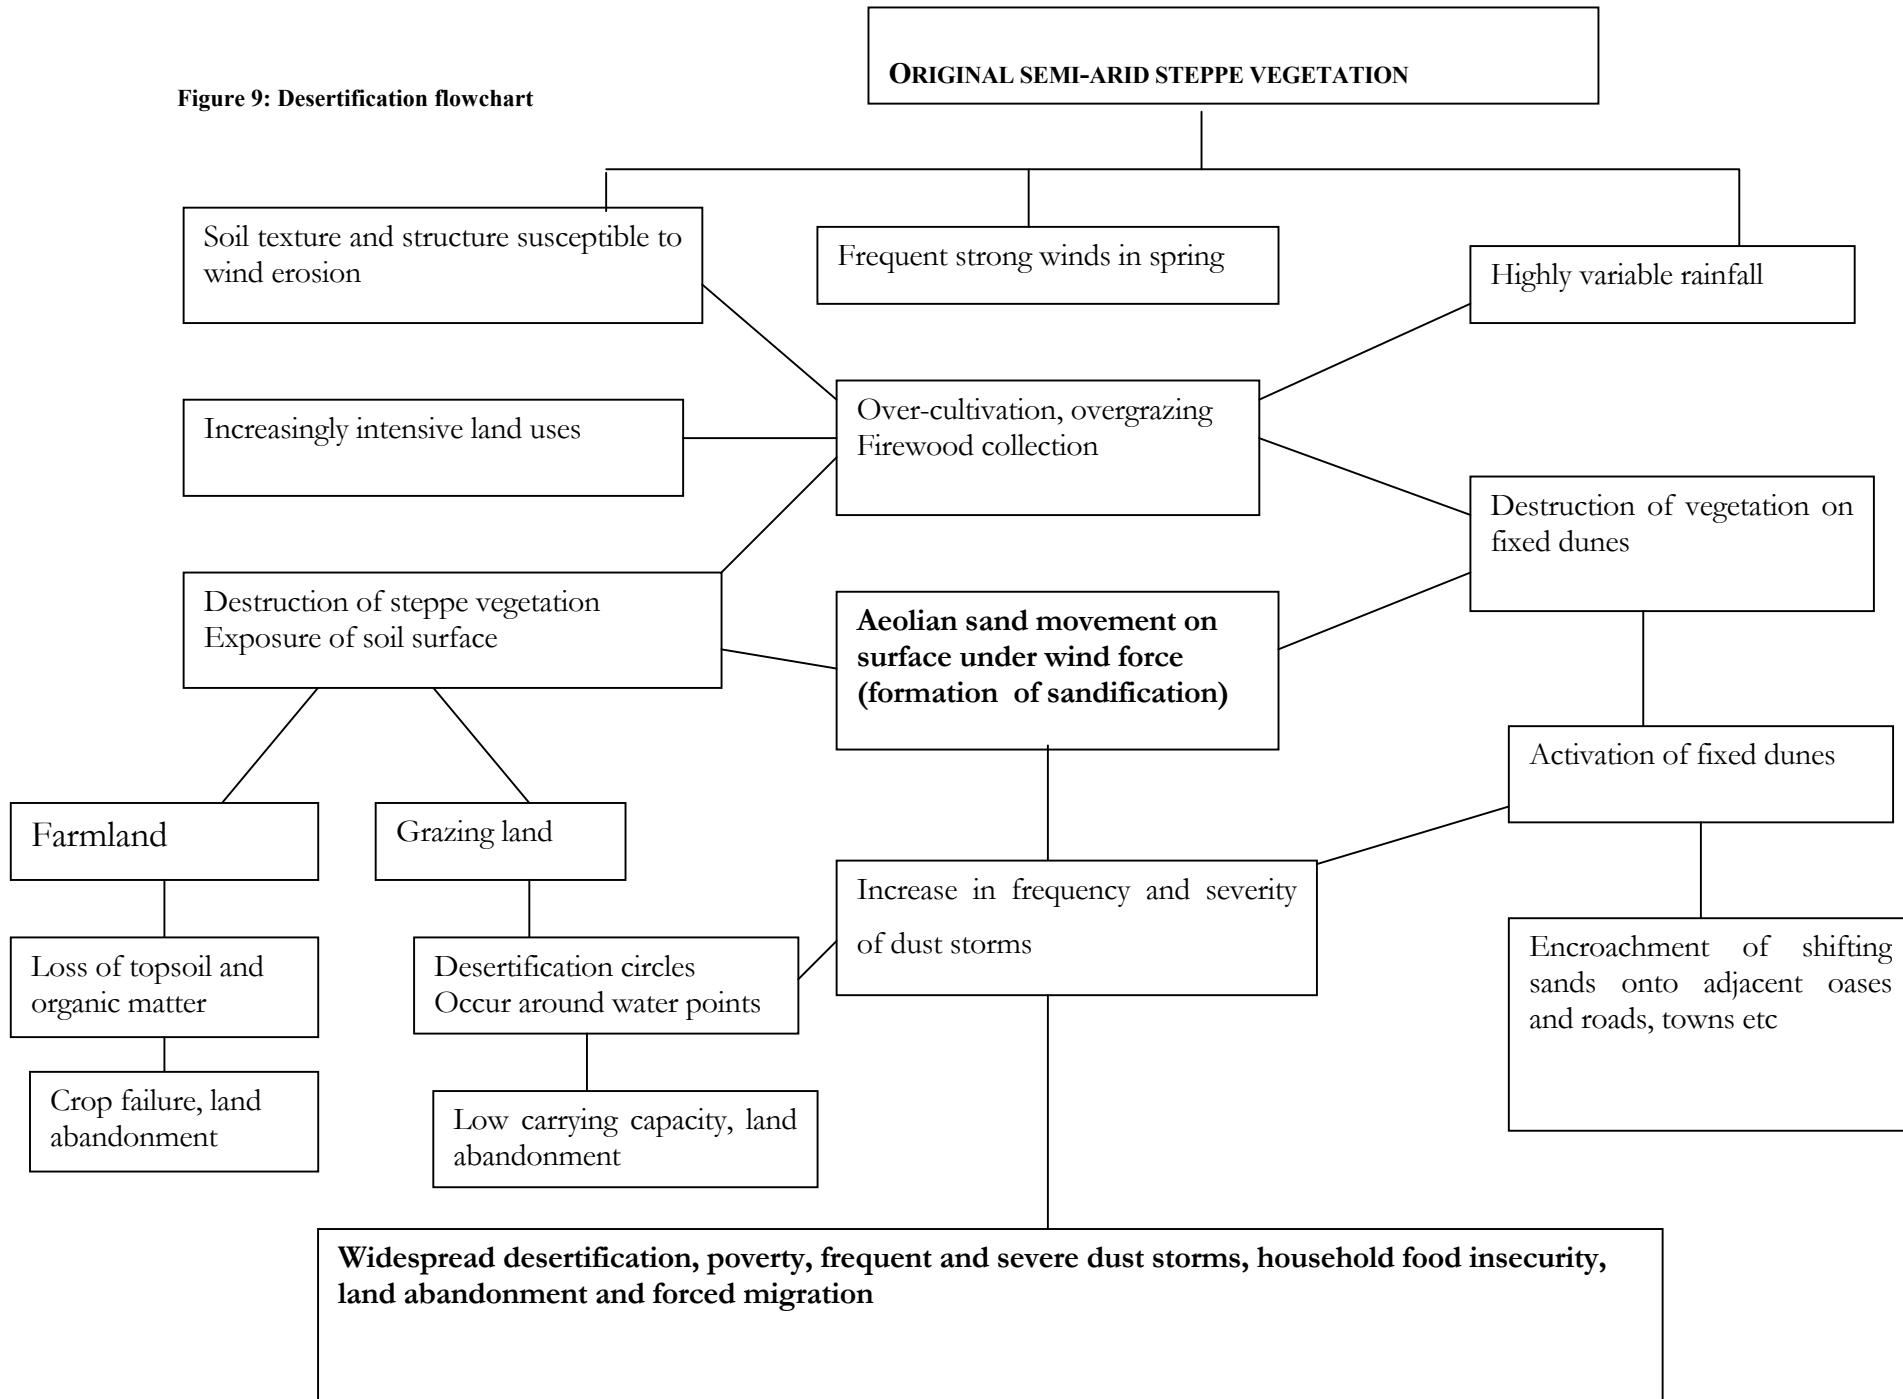 ORIGINAL SEMI-ARID STEPPE VEGETATION
Figure 9: Desertification flowchart
Soil texture and structure susceptible to
wind erosion
Frequent strong winds in spring
Highly variable rainfall
Increasingly intensive land uses
Over-cultivation, overgrazing
Firewood collection
Destruction of vegetation on
fixed dunes
Destruction of steppe vegetation
Exposure of soil surface
Aeolian sand movement on
surface under wind force
(formation of sandification)
Activation of fixed dunes
Farmland
Grazing land
Increase in frequency and severity
of dust storms
Encroachment of shifting
sands onto adjacent oases
and roads, towns etc
Loss of topsoil and
organic matter
Desertification circles
Occur around water points
Crop failure, land
abandonment
Low carrying capacity, land
abandonment
Widespread desertification, poverty, frequent and severe dust storms, household food insecurity,
land abandonment and forced migration